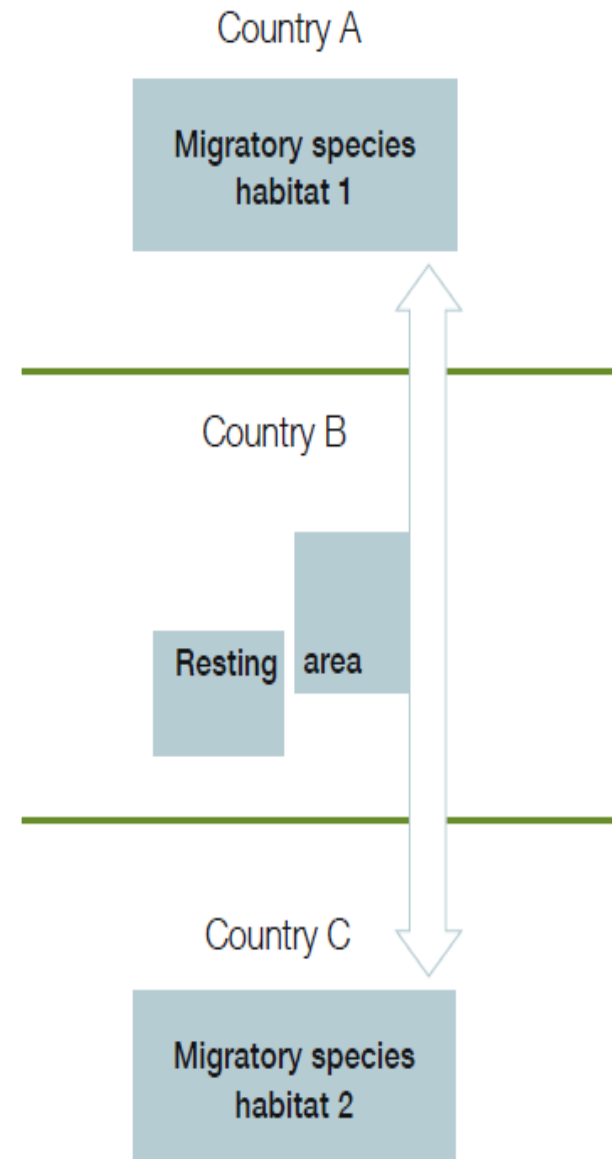 Country A
Migratory species
habitat 1
Country B
Resting area
Country C
Migratory species
habitat 2